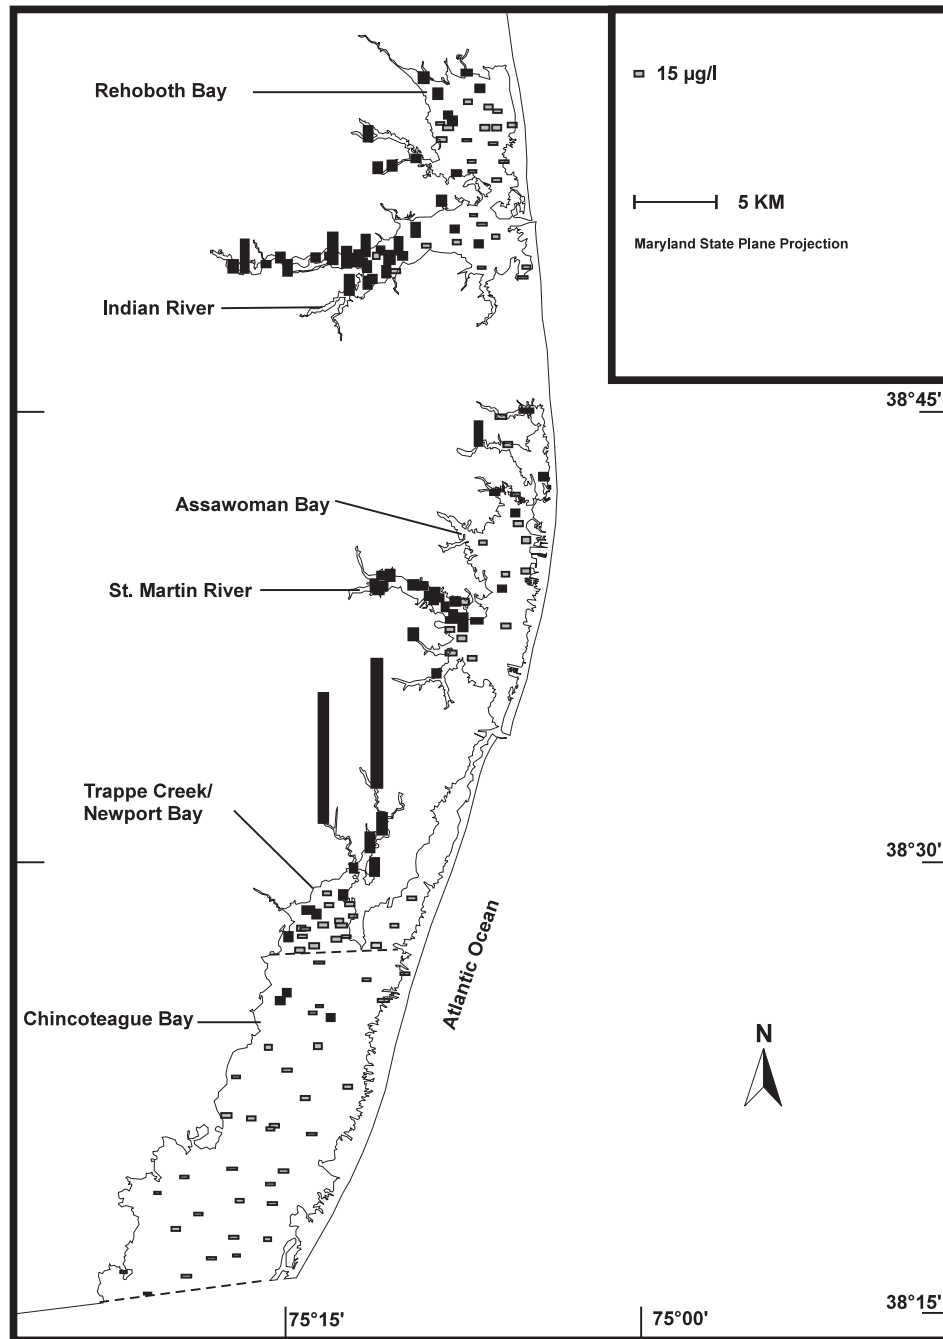 15 µg/l
Rehoboth Bay
5 KM
Maryland State Plane Projection
Indian River
38°45'
Assawoman Bay
St. Martin River
Trappe Creek/
Newport Bay
38°30'
Atlantic Ocean
Chincoteague Bay
N
38°15'
75°15'
75°00'